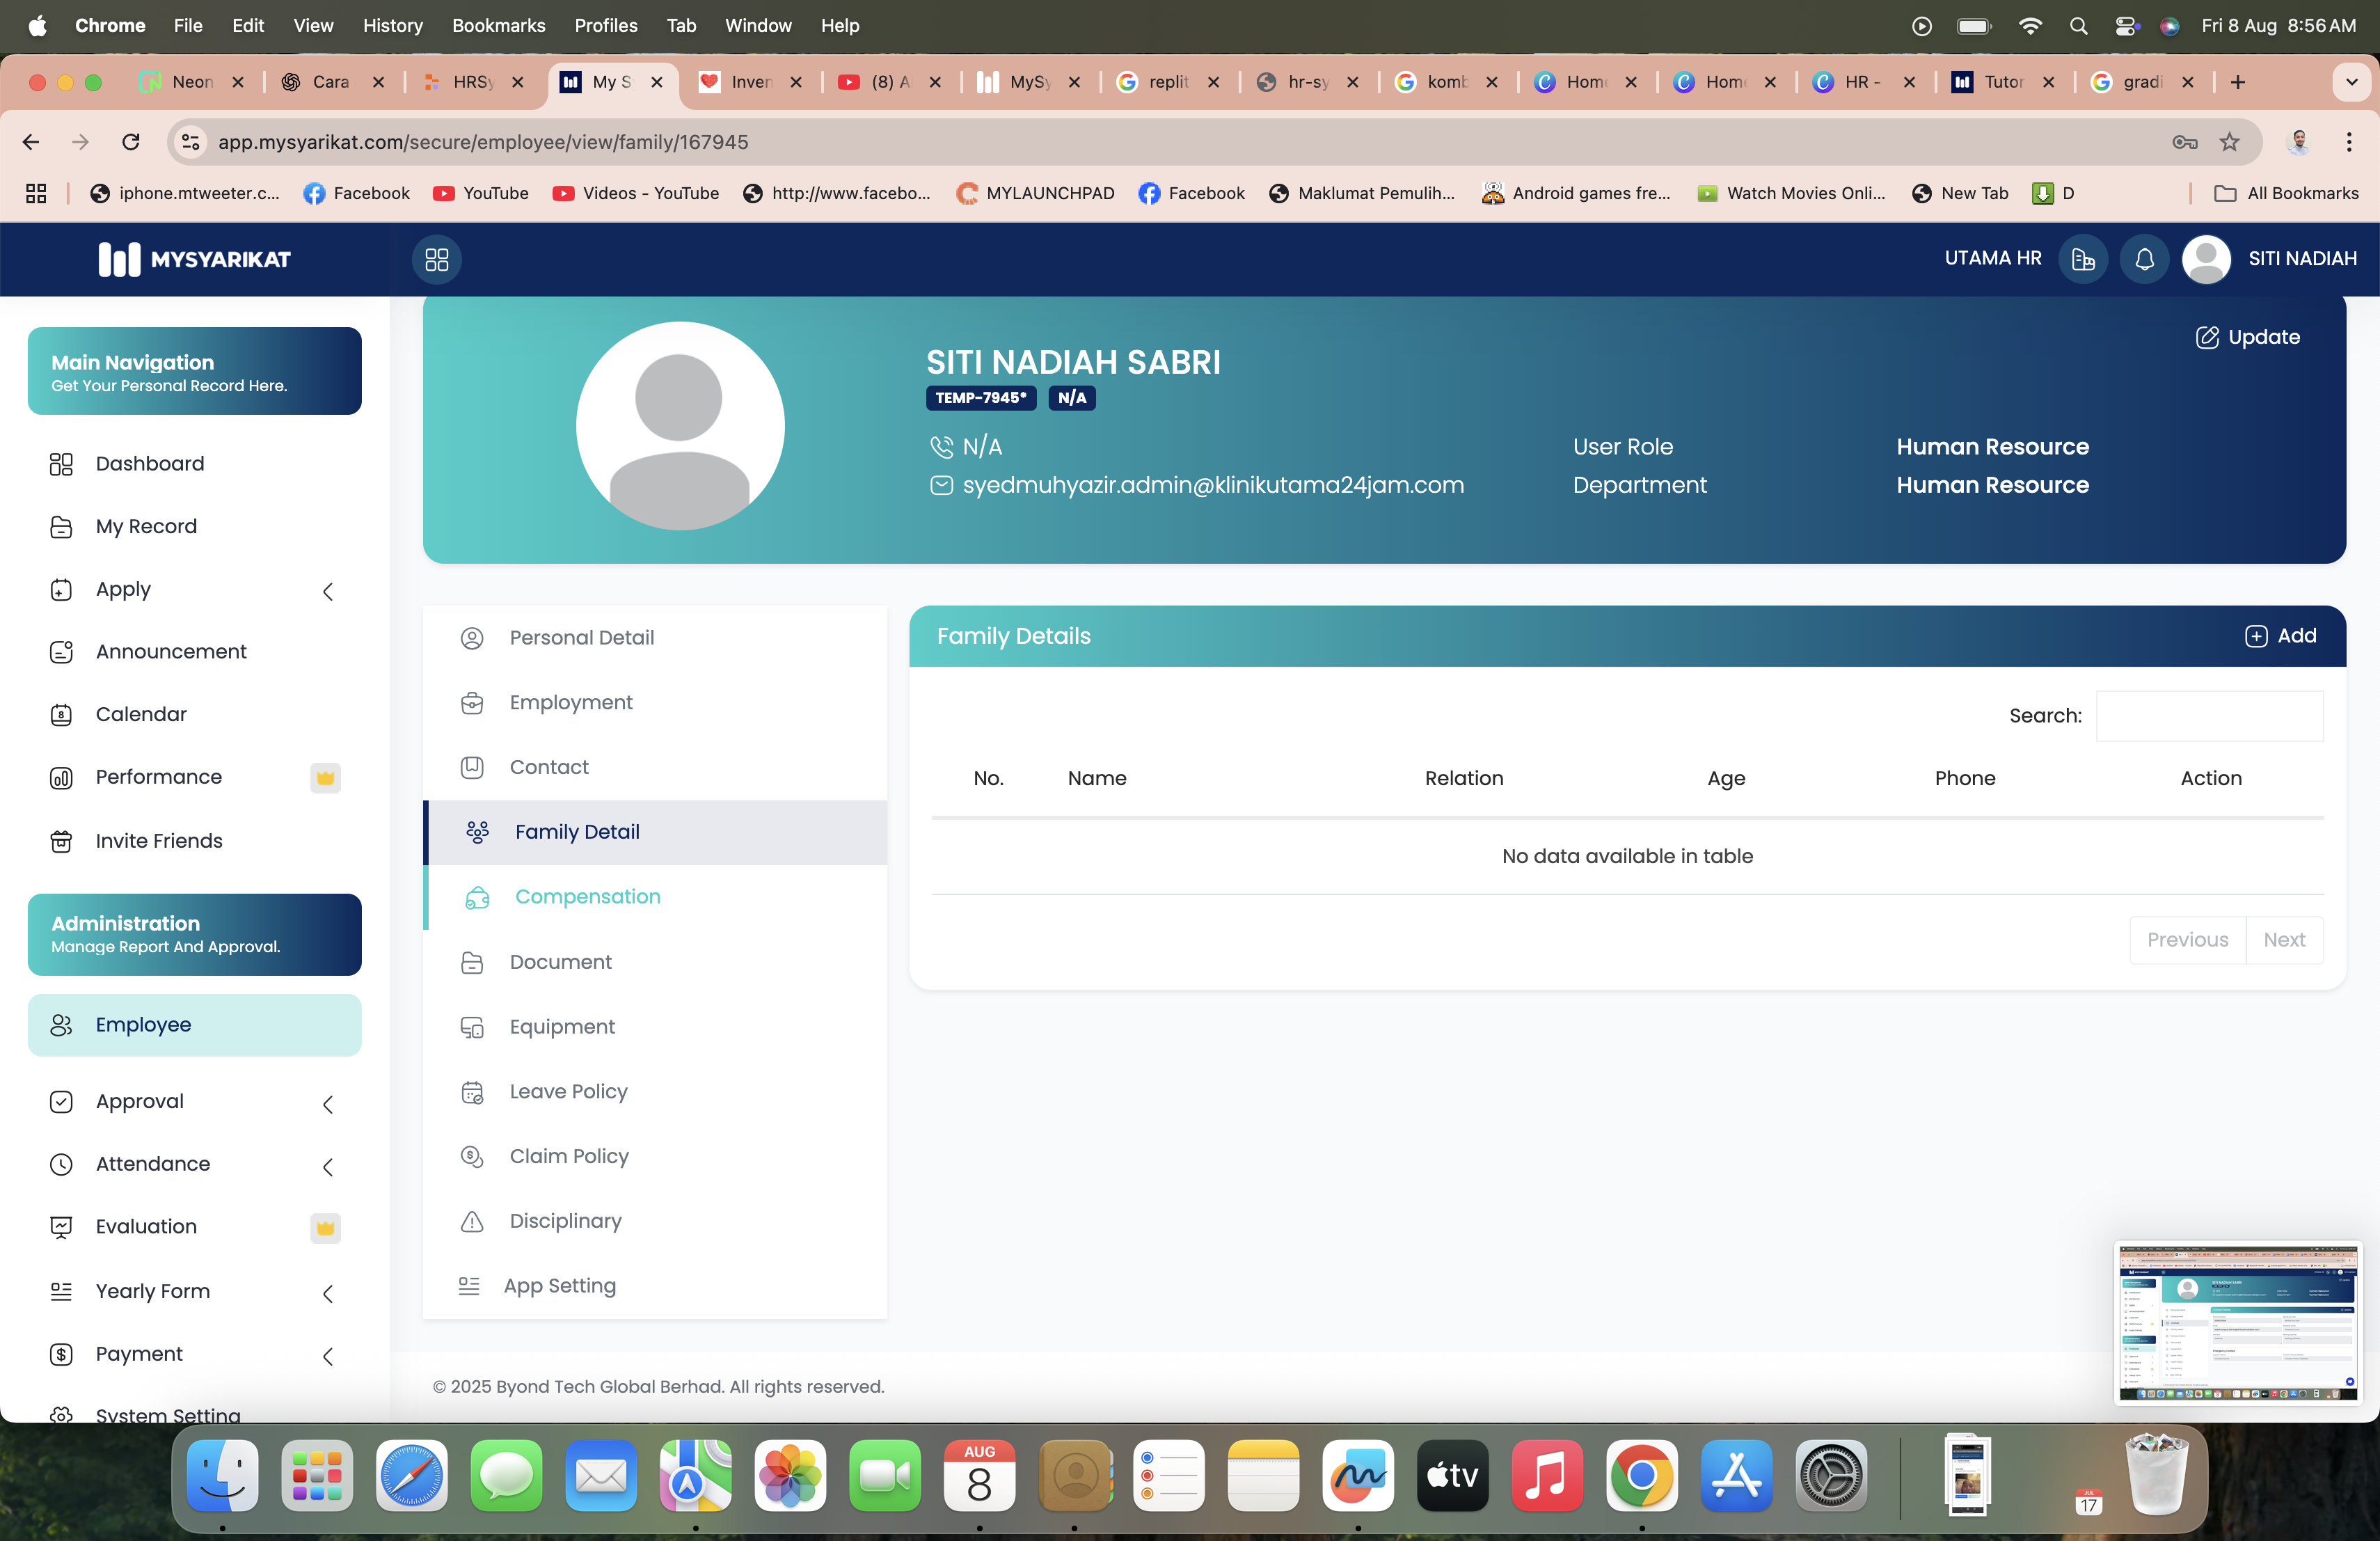 Chrome File Edit View History Bookmarks Profiles Tab Window Help Fri 8 Aug 8:56 AM
Neon Cara HRSy My S Inven (8) A MySy replit hr-sy komb Home Home HR - Tutor gradi
app.mysyarikat.com/secure/employee/view/family/167945
iphone.mtweeter.c... Facebook YouTube Videos - YouTube http://www.facebo... MYLAUNCHPAD Facebook Maklumat Pemulih... Android games fre... Watch Movies Onli... New Tab D All Bookmarks
MYSYARIKAT UTAMA HR SITI NADIAH
Main Navigation
Get Your Personal Record Here.
Dashboard
My Record
Apply
Announcement
Calendar
8
Performance
Invite Friends
Administration
Manage Report And Approval.
Employee
Approval
Attendance
Evaluation
Yearly Form
Payment
System Setting
Update
SITI NADIAH SABRI
TEMP-7945* N/A
N/A
syedmuhyazir.admin@klinikutama24jam.com
User Role Human Resource
Department Human Resource
Personal Detail
Employment
Contact
Family Detail
Compensation
Document
Equipment
Leave Policy
Claim Policy
Disciplinary
App Setting
Family Details Add
Search:
No. Name Relation Age Phone Action
No data available in table
Previous Next
© 2025 Byond Tech Global Berhad. All rights reserved.
AUG
8
tv
JUL
17